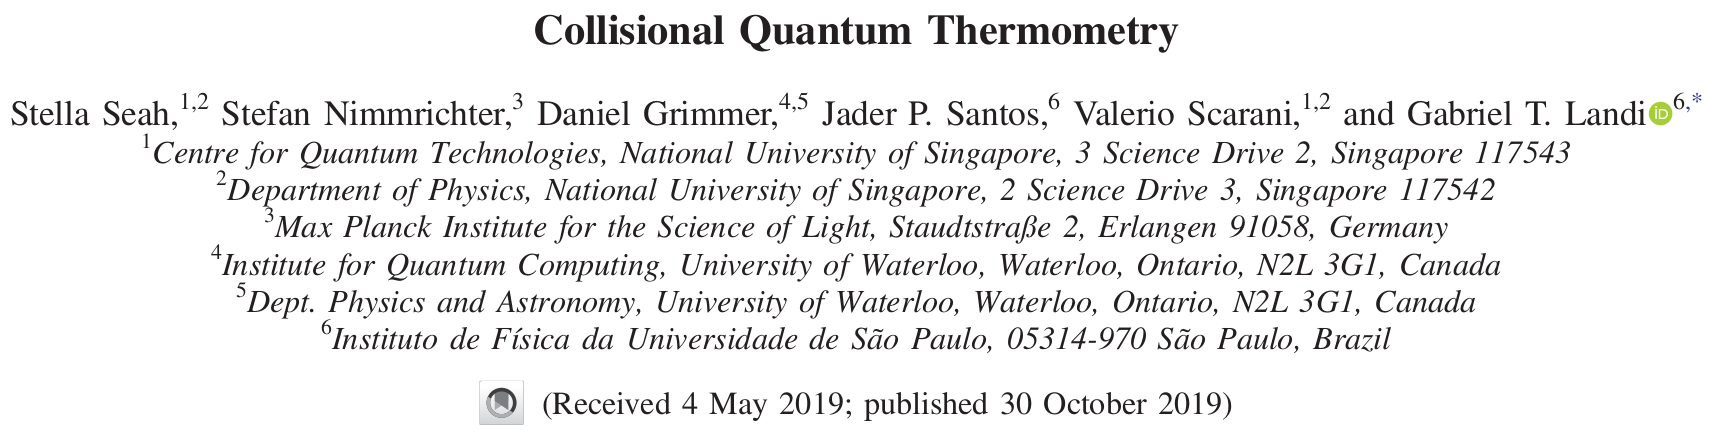 Collisional Quantum Thermometry
Stella Seah,1,2 Stefan Nimmrichter,3 Daniel Grimmer,4,5 Jader P. Santos,6 Valerio Scarani,1,2 and Gabriel T. Landi iD 6,*
1Centre for Quantum Technologies, National University of Singapore, 3 Science Drive 2, Singapore 117543
2Department of Physics, National University of Singapore, 2 Science Drive 3, Singapore 117542
3Max Planck Institute for the Science of Light, Staudtstraße 2, Erlangen 91058, Germany
4Institute for Quantum Computing, University of Waterloo, Waterloo, Ontario, N2L 3G1, Canada
5Dept. Physics and Astronomy, University of Waterloo, Waterloo, Ontario, N2L 3G1, Canada
6Instituto de Física da Universidade de São Paulo, 05314-970 São Paulo, Brazil
(Received 4 May 2019; published 30 October 2019)